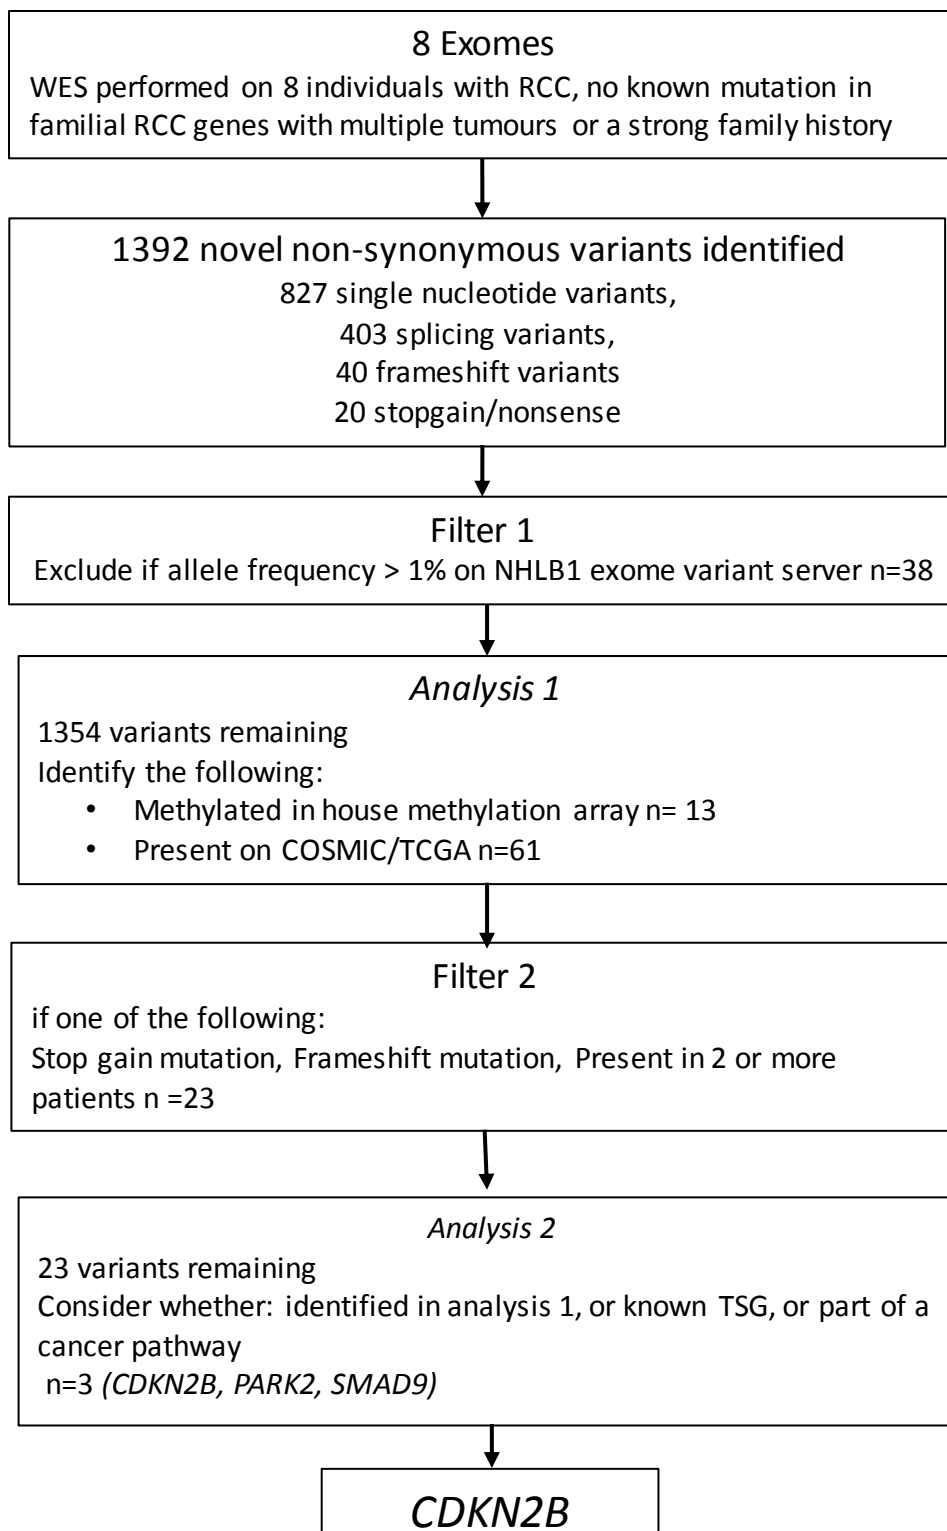 8 Exomes
WES performed on 8 individuals with RCC, no known mutation in
familial RCC genes with multiple tumours or a strong family history
1392 novel non-synonymous variants identified
827 single nucleotide variants,
403 splicing variants,
40 frameshift variants
20 stopgain/nonsense
Filter 1
Exclude if allele frequency > 1% on NHLB1 exome variant server n=38
Analysis 1
1354 variants remaining
Identify the following:
• Methylated in house methylation array n= 13
• Present on COSMIC/TCGA n=61
Filter 2
if one of the following:
Stop gain mutation, Frameshift mutation, Present in 2 or more
patients n =23
Analysis 2
23 variants remaining
Consider whether: identified in analysis 1, or known TSG, or part of a
cancer pathway
n=3 (CDKN2B, PARK2, SMAD9)
CDKN2B